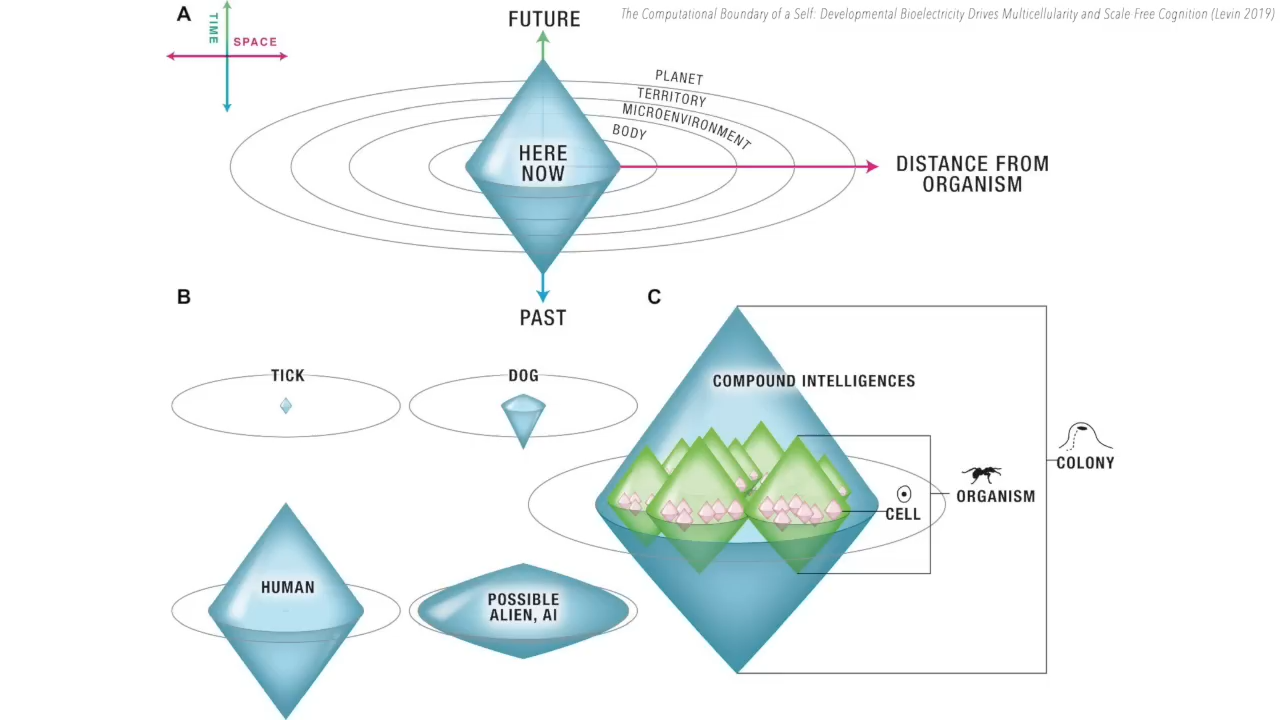 The Computational Boundary of a Self: Developmental Bioelectricity Drives Multicellularity and Scale Free Cognition (Levin 2019)
A
TIME
SPACE
FUTURE
PLANET
TERRITORY
MICROENVIRONMENT
BODY
HERE
NOW
DISTANCE FROM
ORGANISM
PAST
B
TICK
DOG
HUMAN
POSSIBLE
ALIEN, AI
C
COMPOUND INTELLIGENCES
COLONY
ORGANISM
CELL